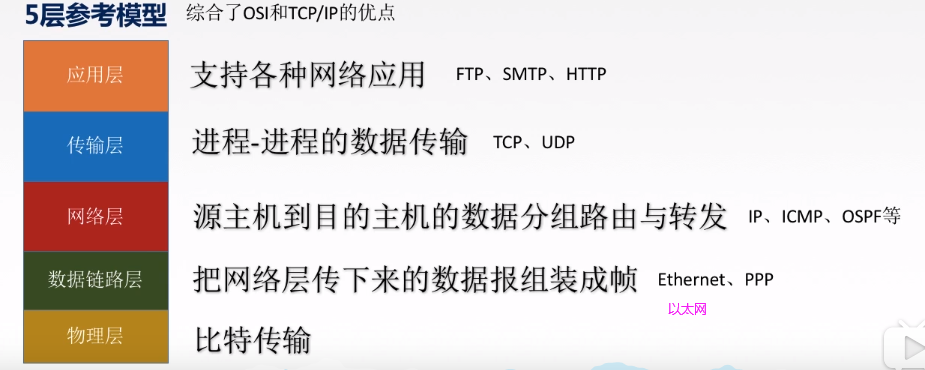 5层参考模型 综合了OSI和TCP/IP的优点
应用层 支持各种网络应用 FTP、SMTP、HTTP
传输层 进程-进程的数据传输 TCP、UDP
网络层 源主机到目的主机的数据分组路由与转发 IP、ICMP、OSPF等
数据链路层 把网络层传下来的数据报组装成帧 Ethernet、PPP
以太网
物理层 比特传输